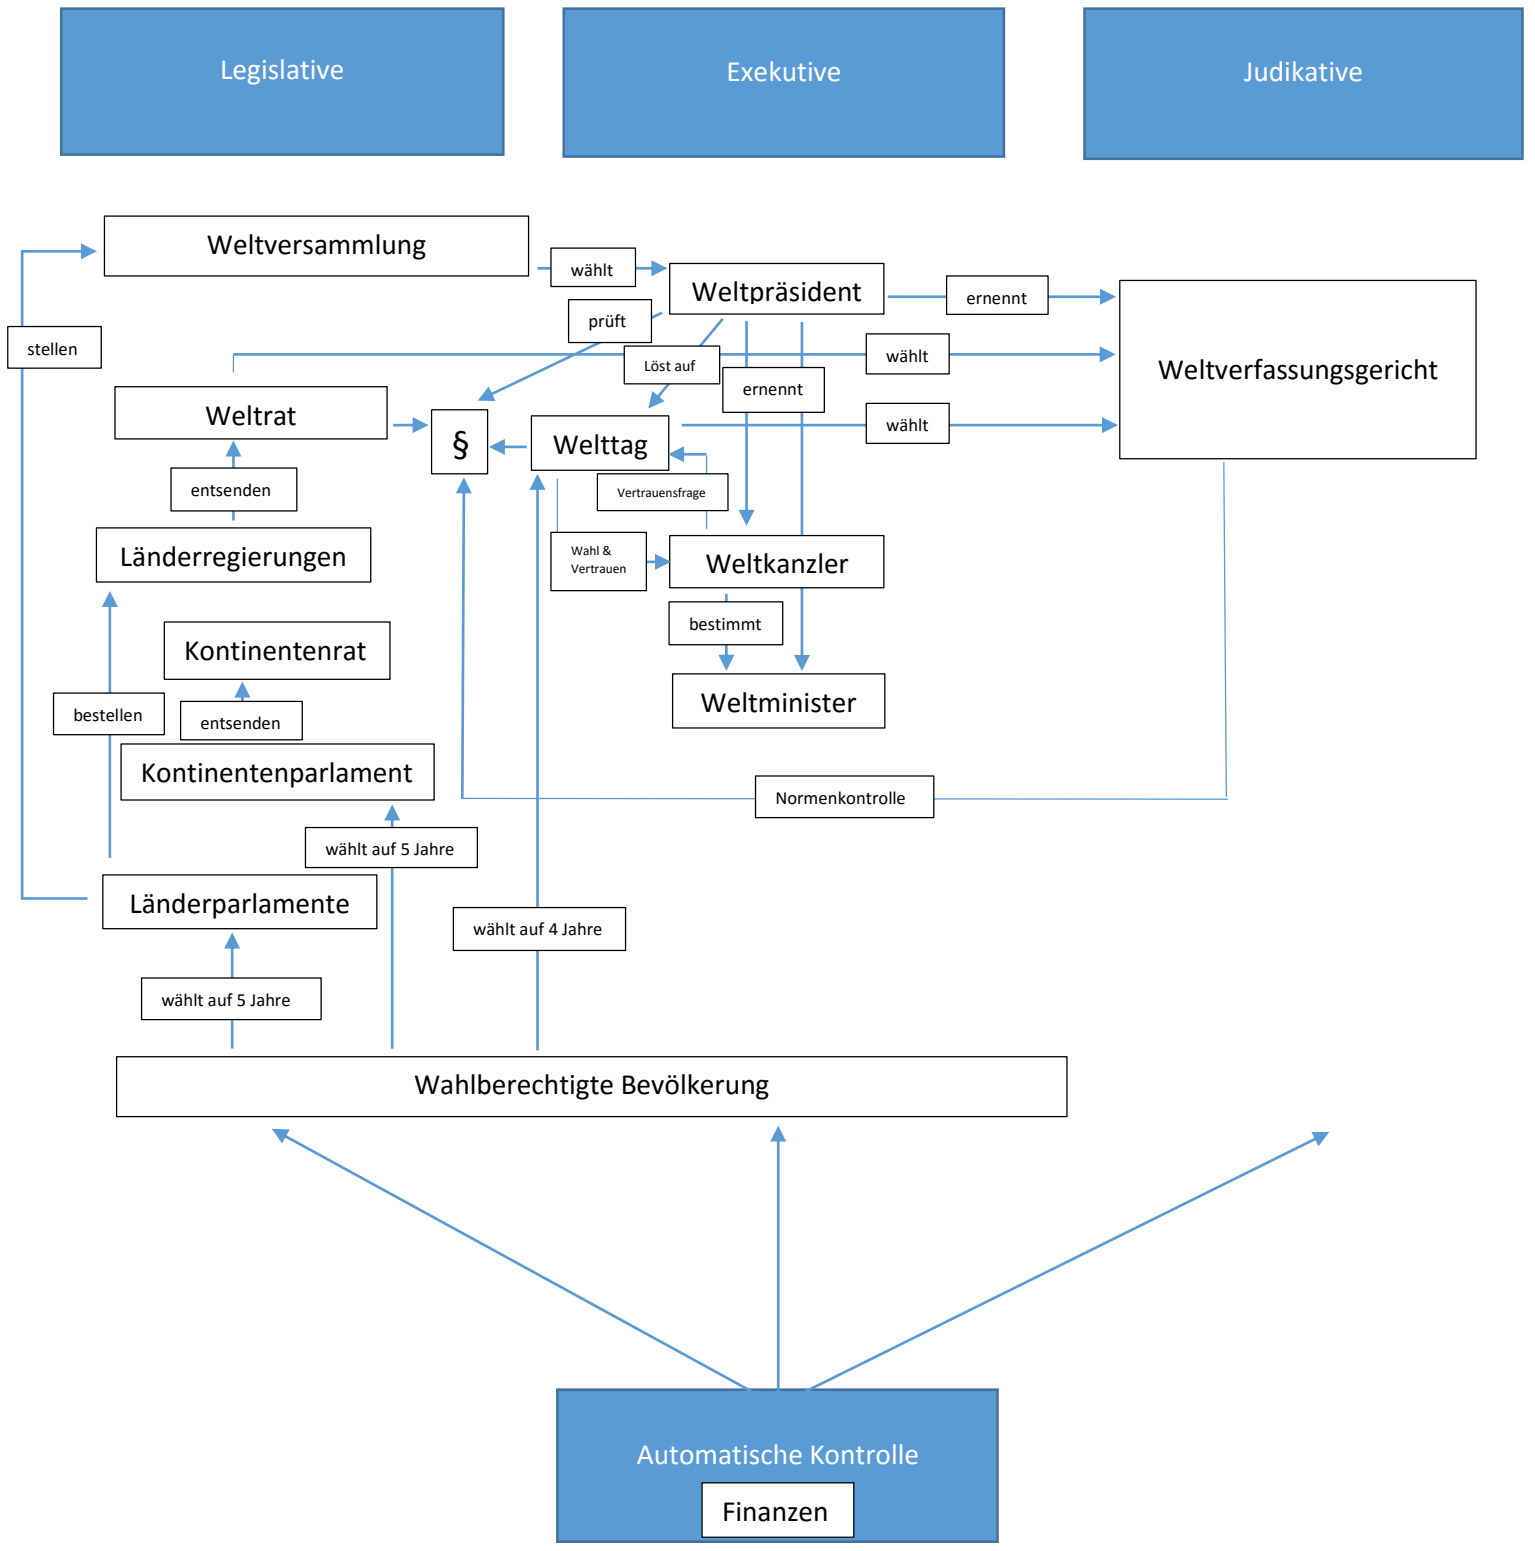 Legislative
Exekutive
Judikative
Weltversammlung
wählt
Weltpräsident
ernennt
prüft
stellen
Löst auf
wählt
Weltverfassungsgericht
ernennt
Weltrat
§
Welttag
wählt
entsenden
Vertrauensfrage
Länderregierungen
Wahl &
Vertrauen
Weltkanzler
bestimmt
Kontinentenrat
Weltminister
bestellen
entsenden
Kontinentenparlament
Normenkontrolle
wählt auf 5 Jahre
Länderparlamente
wählt auf 4 Jahre
wählt auf 5 Jahre
Wahlberechtigte Bevölkerung
Automatische Kontrolle
Finanzen